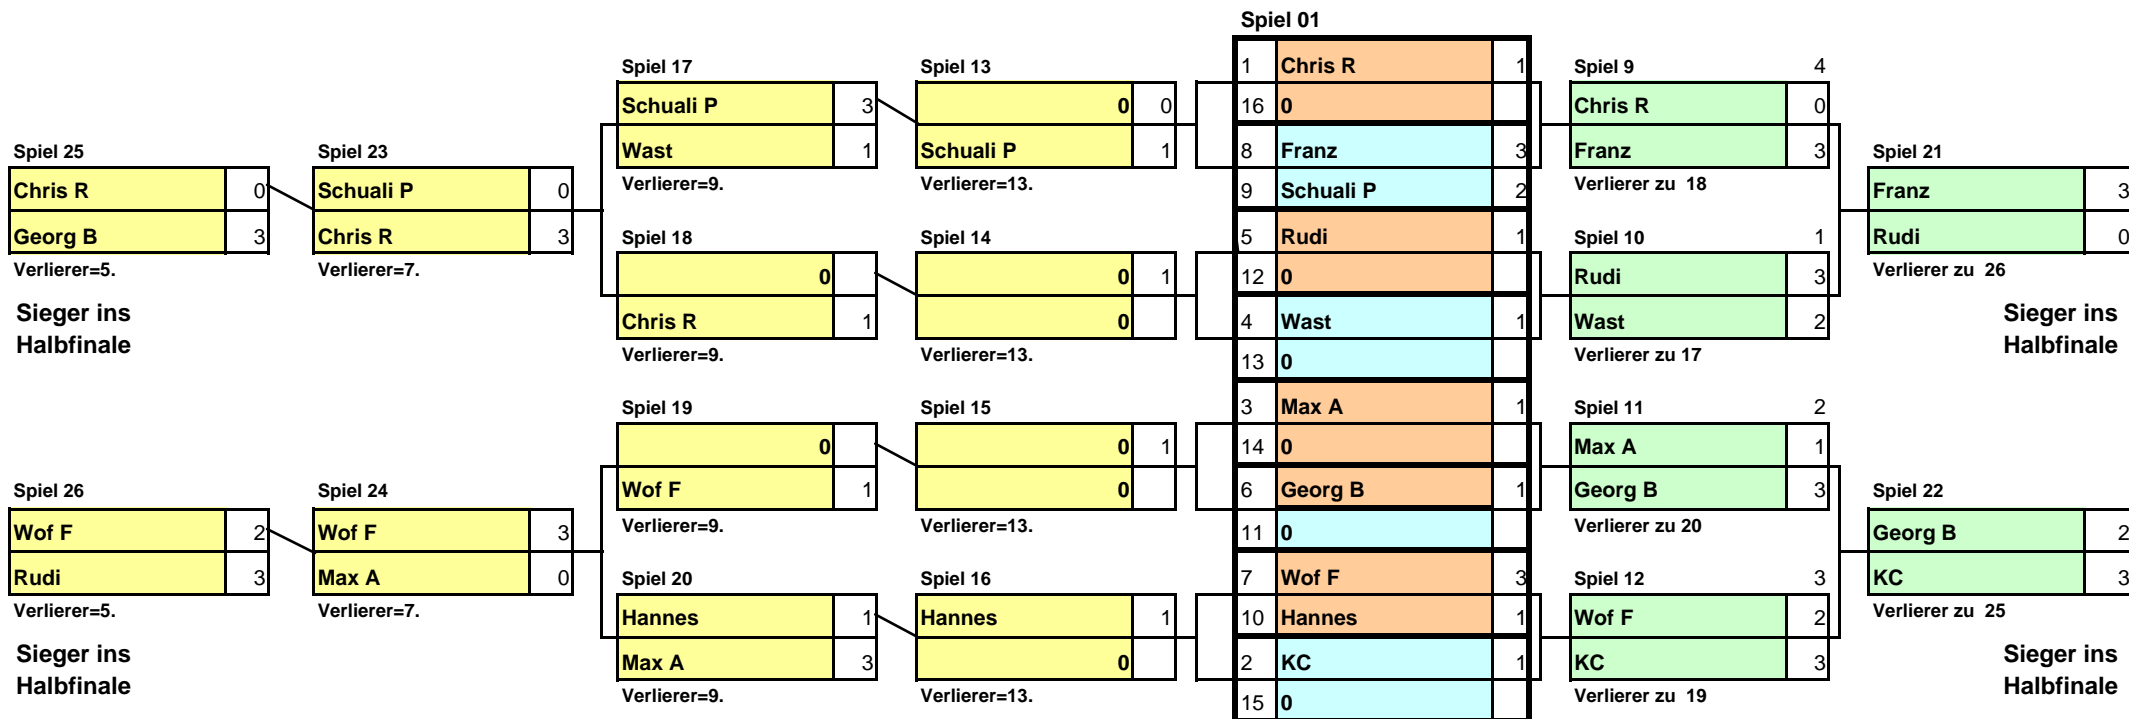 Spiel 01
1 Chris R 1
Spiel 17 Spiel 13 Spiel 9 4
Schuali P 3 0 0 16 0 Chris R 0
Spiel 25 Spiel 23 Wast 1 Schuali P 1 8 Franz 3 Franz 3 Spiel 21
Chris R 0 Schuali P 0 Verlierer=9. Verlierer=13. 9 Schuali P 2 Verlierer zu 18 Franz 3
Georg B 3 Chris R 3 Spiel 18 Spiel 14 5 Rudi 1 Spiel 10 1 Rudi 0
Verlierer=5. Verlierer=7. 0 0 1 12 0 Rudi 3 Verlierer zu 26
Sieger ins Chris R 1 0 4 Wast 1 Wast 2 Sieger ins
Halbfinale Verlierer=9. Verlierer=13. 13 0 Verlierer zu 17 Halbfinale
Spiel 19 Spiel 15 3 Max A 1 Spiel 11 2
0 0 1 14 0 Max A 1
Spiel 26 Spiel 24 Wof F 1 0 6 Georg B 1 Georg B 3 Spiel 22
Wof F 2 Wof F 3 Verlierer=9. Verlierer=13. 11 0 Verlierer zu 20 Georg B 2
Rudi 3 Max A 0 Spiel 20 Spiel 16 7 Wof F 3 Spiel 12 3 KC 3
Verlierer=5. Verlierer=7. Hannes 1 Hannes 1 10 Hannes 1 Wof F 2 Verlierer zu 25
Sieger ins Max A 3 0 2 KC 1 KC 3 Sieger ins
Halbfinale Verlierer=9. Verlierer=13. 15 0 Verlierer zu 19 Halbfinale